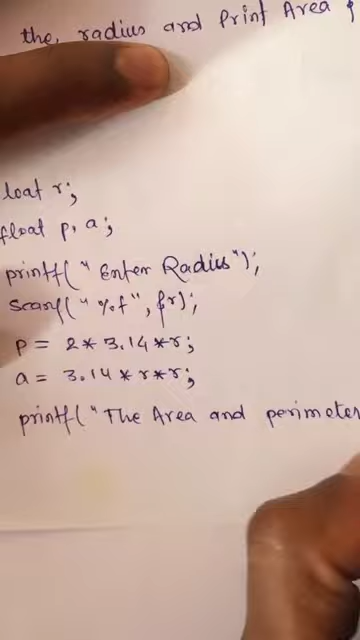 the radius and Print Area &
loat r;
float p, a;
printf(" Enter Radius");
scanf("%f", &r);
p = 2*3.14*r;
a = 3.14*r*r;
printf("The Area and perimeter